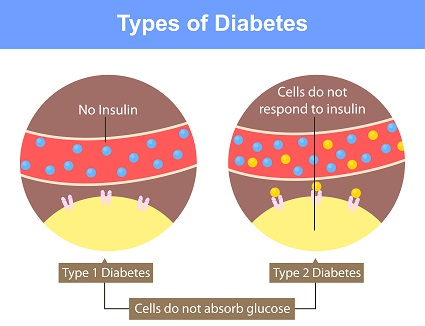 Types of Diabetes
No Insulin
Cells do not
respond to insulin
Type 1 Diabetes
Type 2 Diabetes
Cells do not absorb glucose